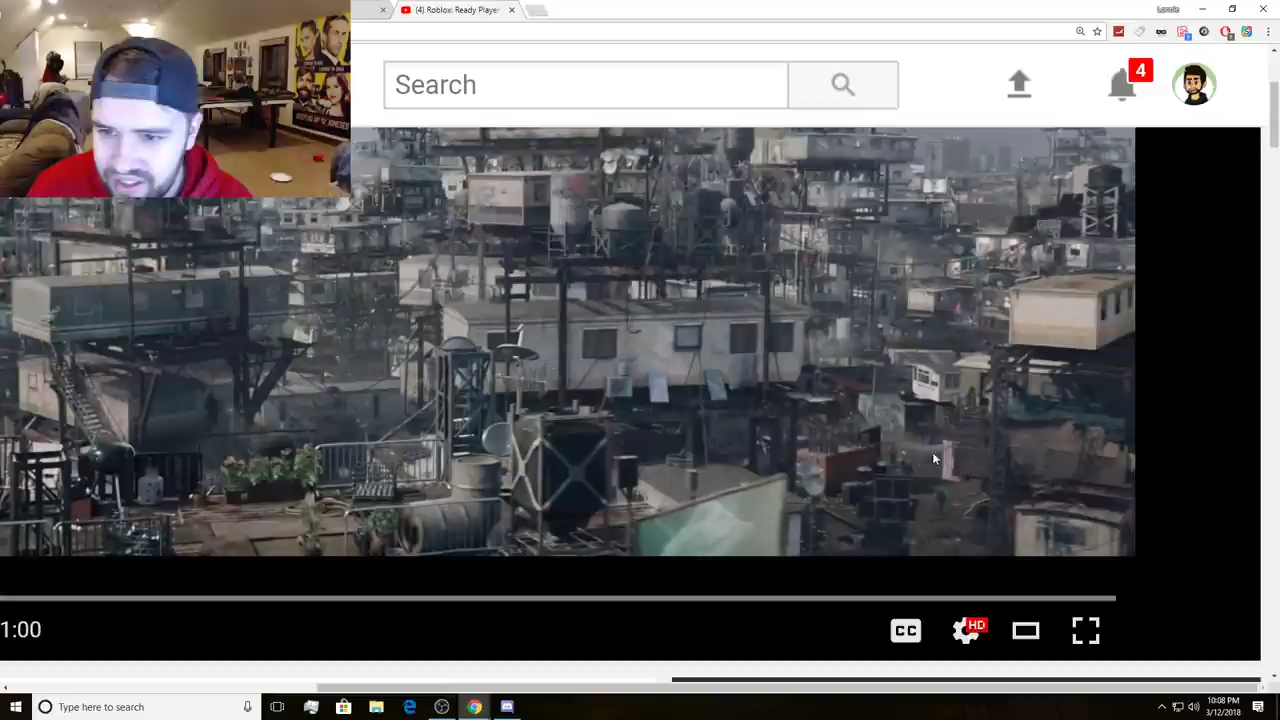 (4) Roblox: Ready Player
Lonnie
Search
4
1:00
CC
HD
Type here to search
10:08 PM
3/12/2018